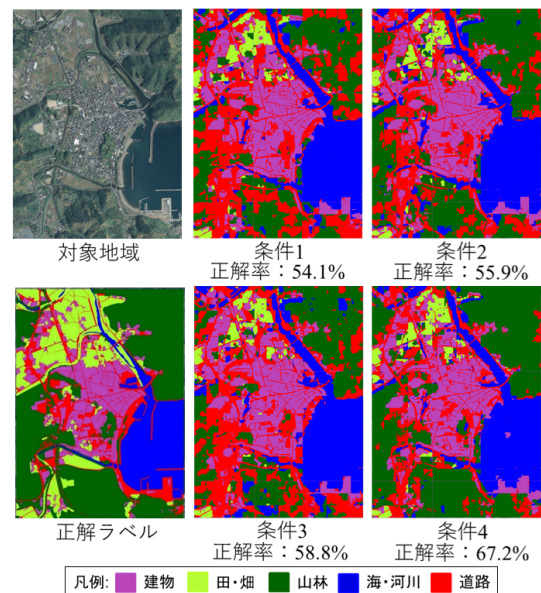 対象地域
条件1
正解率：54.1%
条件2
正解率：55.9%
正解ラベル
条件3
正解率：58.8%
条件4
正解率：67.2%
凡例: 建物 田・畑 山林 海・河川 道路